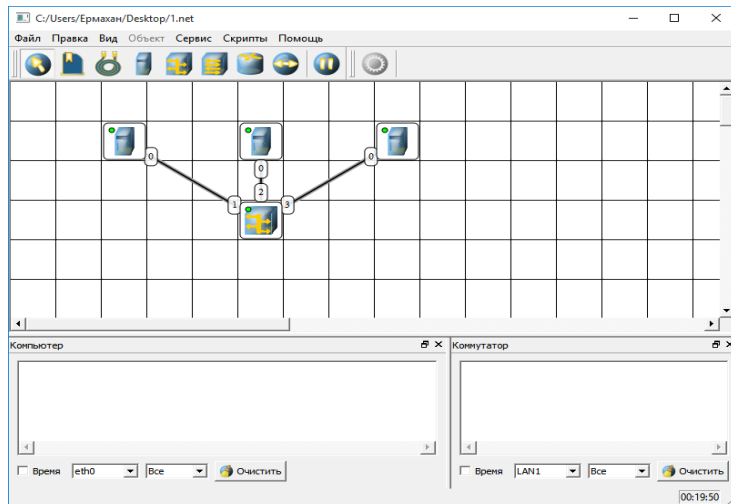 C:/Users/Ермахан/Desktop/1.net
Файл Правка Вид Объект Сервис Скрипты Помощь
0 0 0
1 2 3
Компьютер
Коммутатор
Время eth0 Все Очистить
Время LAN1 Все Очистить
00:19:50